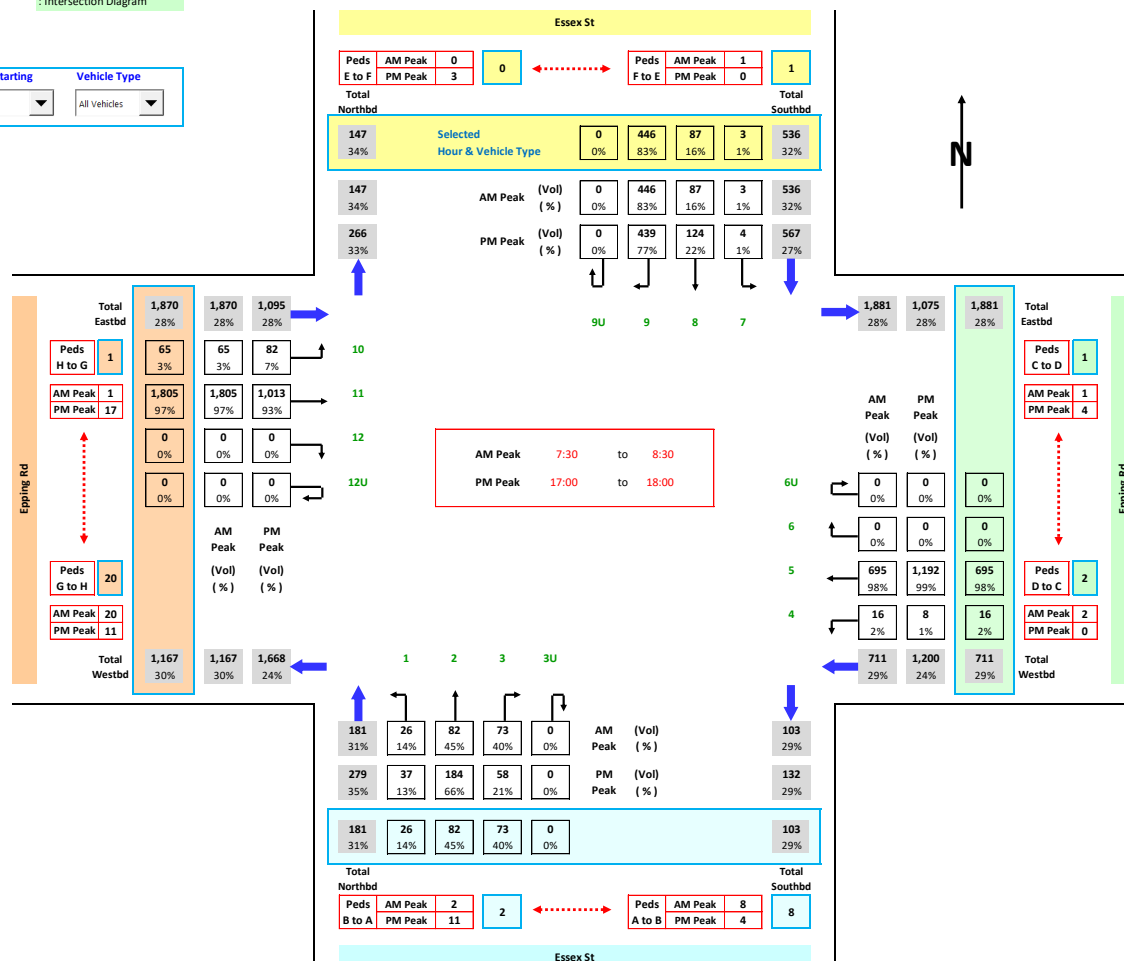 : Intersection Diagram
Essex St
tarting Vehicle Type
All Vehicles
Peds AM Peak 0
E to F PM Peak 3
0
Peds AM Peak 1
F to E PM Peak 0
1
Total
Northbd
Total
Southbd
147 Selected 0 446 87 3 536
34% Hour & Vehicle Type 0% 83% 16% 1% 32%
147 AM Peak (Vol) 0 446 87 3 536
34% ( % ) 0% 83% 16% 1% 32%
266 PM Peak (Vol) 0 439 124 4 567
33% ( % ) 0% 77% 22% 1% 27%
N
9U 9 8 7
Total 1,870 1,870 1,095
Eastbd 28% 28% 28%
1,881 1,075 1,881 Total
28% 28% 28% Eastbd
Peds 1 65 65 82 10
H to G 3% 3% 7%
AM Peak 1 1,805 1,805 1,013 11
PM Peak 17 97% 97% 93%
0 0 0 12
0% 0% 0%
0 0 0 12U
0% 0% 0%
Epping Rd
AM PM
Peak Peak
(Vol) (Vol)
( % ) ( % )
Peds 20
G to H
AM Peak 20
PM Peak 11
Total 1,167 1,167 1,668
Westbd 30% 30% 24%
AM Peak 7:30 to 8:30
PM Peak 17:00 to 18:00
Peds 1
C to D
AM Peak 1
PM Peak 4
AM PM
Peak Peak
(Vol) (Vol)
( % ) ( % )
6U 0 0 0
0% 0% 0%
6 0 0 0
0% 0% 0%
5 695 1,192 695
98% 99% 98%
4 16 8 16
2% 1% 2%
Epping Rd
Peds 2
D to C
AM Peak 2
PM Peak 0
711 1,200 711 Total
29% 24% 29% Westbd
1 2 3 3U
181 26 82 73 0 AM (Vol) 103
31% 14% 45% 40% 0% Peak ( % ) 29%
279 37 184 58 0 PM (Vol) 132
35% 13% 66% 21% 0% Peak ( % ) 29%
181 26 82 73 0 103
31% 14% 45% 40% 0% 29%
Total
Northbd
Total
Southbd
Peds AM Peak 2
B to A PM Peak 11
2
Peds AM Peak 8
A to B PM Peak 4
8
Essex St